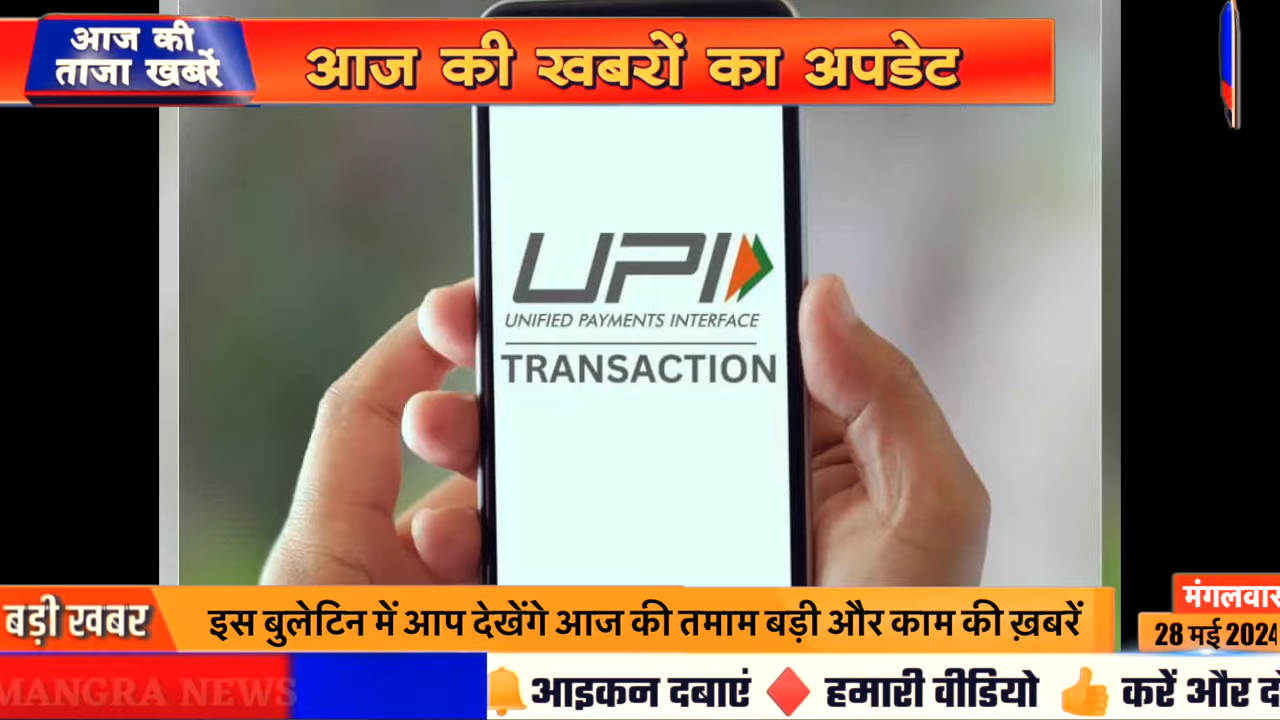 आज की
ताजा खबरें
आज की खबरों का अपडेट
UPI
UNIFIED PAYMENTS INTERFACE
TRANSACTION
बड़ी खबर
इस बुलेटिन में आप देखेंगे आज की तमाम बड़ी और काम की ख़बरें
मंगलवार
28 मई 2024
MANGRA NEWS
आइकन दबाएं हमारी वीडियो करें और